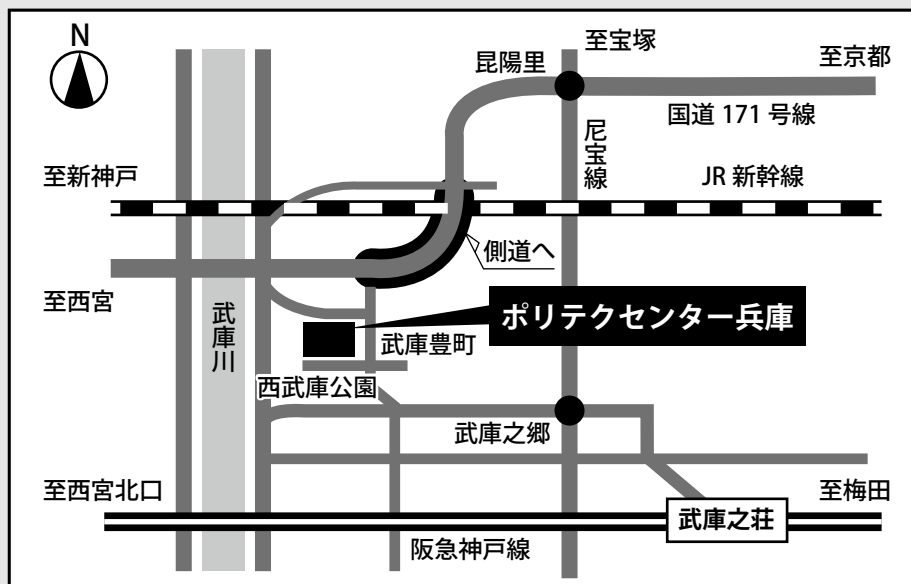 N
至宝塚
昆陽里
至京都
国道 171 号線
尼宝線
至新神戸
JR 新幹線
側道へ
至西宮
武庫川
ポリテクセンター兵庫
武庫豊町
西武庫公園
武庫之郷
至西宮北口
至梅田
武庫之荘
阪急神戸線